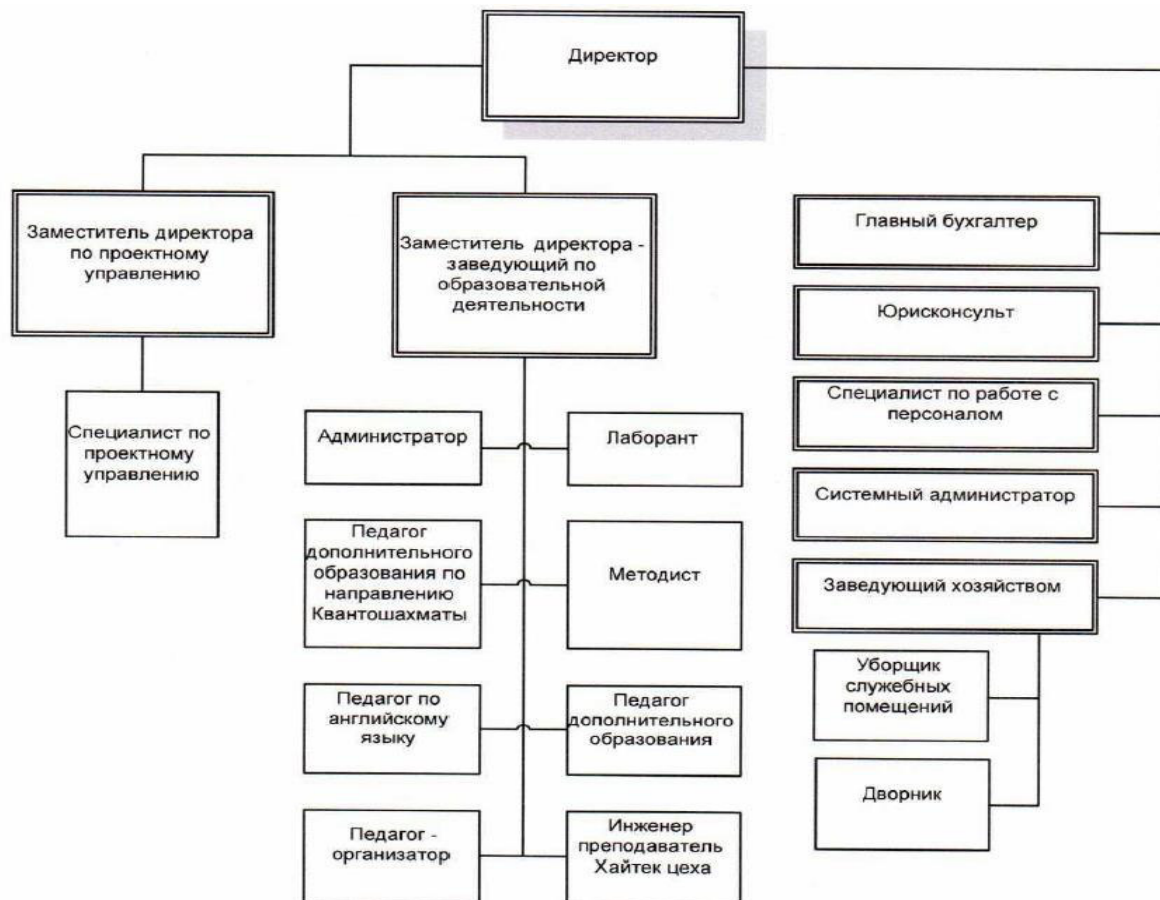 Директор
Заместитель директора
по проектному
управлению
Заместитель директора -
заведующий по
образовательной
деятельности
Главный бухгалтер
Юрисконсульт
Специалист по работе с
персоналом
Системный администратор
Заведующий хозяйством
Специалист по
проектному
управлению
Администратор
Лаборант
Педагог
дополнительного
образования по
направлению
Квантошахматы
Методист
Педагог по
английскому
языку
Педагог
дополнительного
образования
Педагог -
организатор
Инженер
преподаватель
Хайтек цеха
Уборщик
служебных
помещений
Дворник